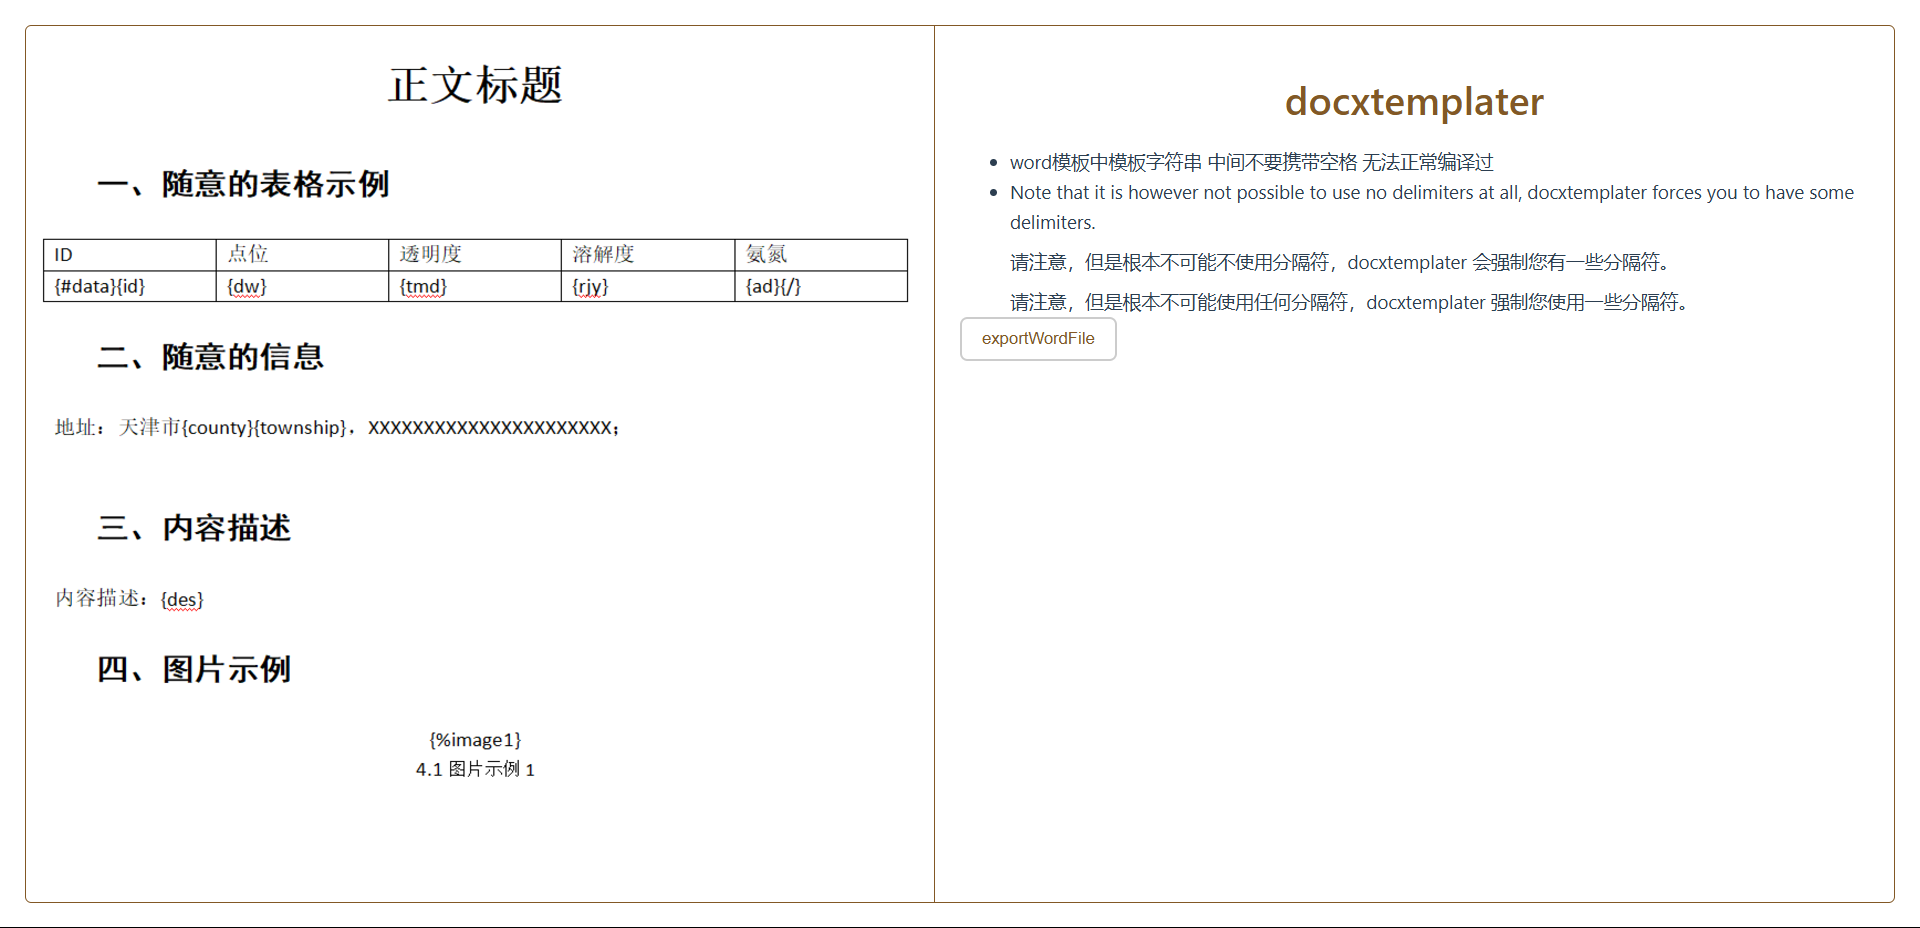 正文标题
一、随意的表格示例
ID 点位 透明度 溶解度 氨氮
{#data}{id} {dw} {tmd} {rjy} {ad}{/}
二、随意的信息
地址：天津市{county}{township}，XXXXXXXXXXXXXXXXXXXXXX；
三、内容描述
内容描述：{des}
四、图片示例
{%image1}
4.1 图片示例 1
docxtemplater
word模板中模板字符串 中间不要携带空格 无法正常编译过
Note that it is however not possible to use no delimiters at all, docxtemplater forces you to have some
delimiters.
请注意，但是根本不可能不使用分隔符，docxtemplater 会强制您有一些分隔符。
请注意，但是根本不可能使用任何分隔符，docxtemplater 强制您使用一些分隔符。
exportWordFile